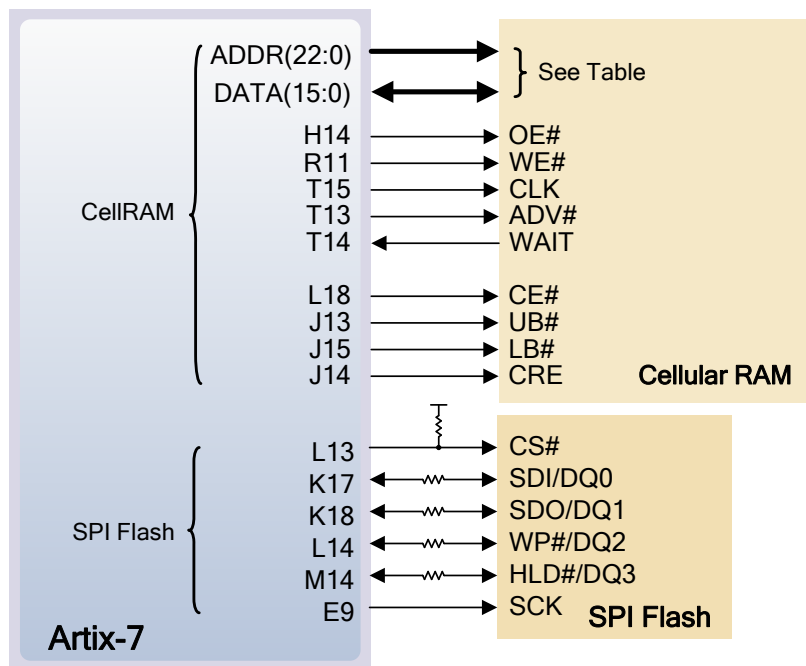 ADDR(22:0)
DATA(15:0)
See Table
H14 OE#
R11 WE#
T15 CLK
CellRAM
T13 ADV#
T14 WAIT
L18 CE#
J13 UB#
J15 LB#
J14 CRE
Cellular RAM
L13 CS#
K17 SDI/DQ0
K18 SDO/DQ1
SPI Flash
L14 WP#/DQ2
M14 HLD#/DQ3
E9 SCK
SPI Flash
Artix-7